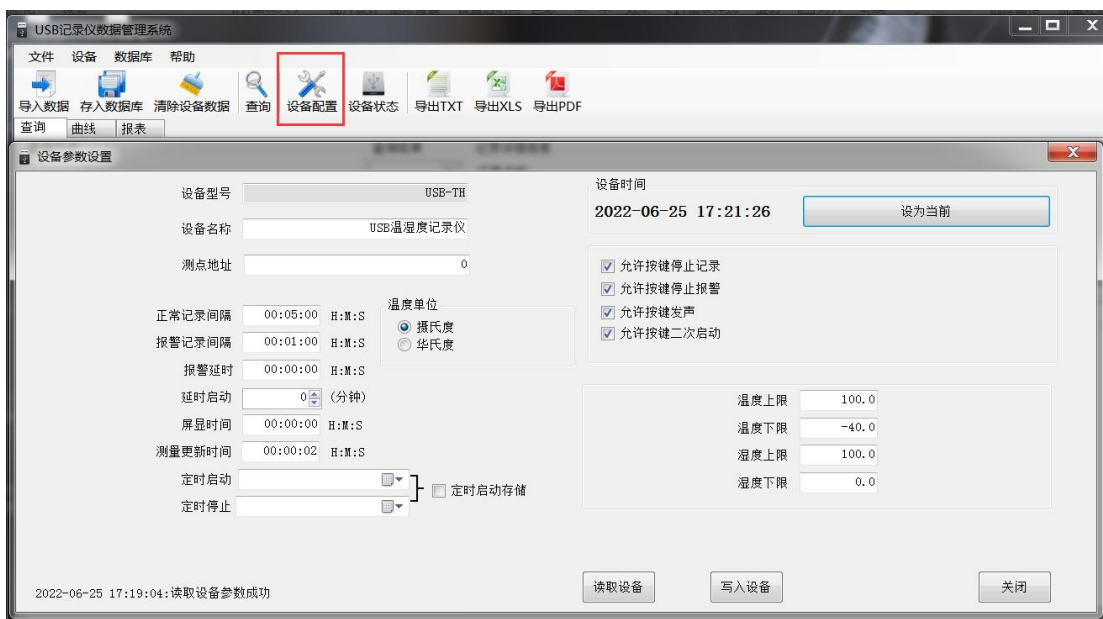 USB记录仪数据管理系统
文件 设备 数据库 帮助
导入数据 存入数据库 清除设备数据 查询 设备配置 设备状态 导出TXT 导出XLS 导出PDF
查询 曲线 报表
设备参数设置
设备型号 USB-TH
设备名称 USB温湿度记录仪
测点地址 0
正常记录间隔 00:05:00 H:M:S
报警记录间隔 00:01:00 H:M:S
报警延时 00:00:00 H:M:S
延时启动 0 (分钟)
屏显时间 00:00:00 H:M:S
测量更新时间 00:00:02 H:M:S
定时启动
定时停止
定时启动存储
温度单位
摄氏度
华氏度
设备时间
2022-06-25 17:21:26 设为当前
允许按键停止记录
允许按键停止报警
允许按键发声
允许按键二次启动
温度上限 100.0
温度下限 -40.0
湿度上限 100.0
湿度下限 0.0
2022-06-25 17:19:04:读取设备参数成功
读取设备 写入设备 关闭